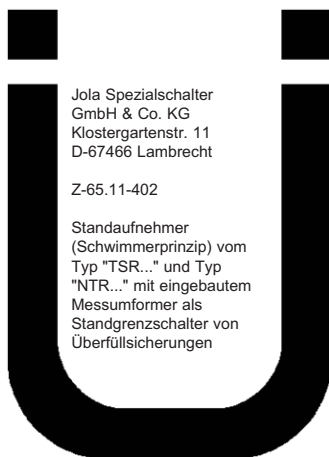 Jola Spezialschalter
GmbH & Co. KG
Klostergartenstr. 11
D-67466 Lambrecht
Z-65.11-402
Standaufnehmer
(Schwimmerprinzip) vom
Typ "TSR..." und Typ
"NTR..." mit eingebautem
Messumformer als
Standgrenzschalter von
Überfüllsicherungen